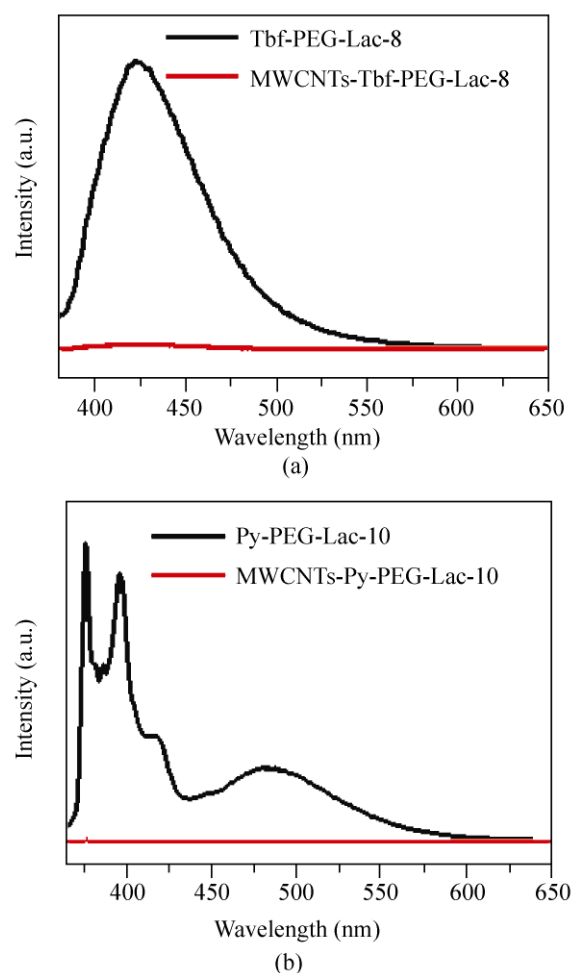 Tbf-PEG-Lac-8
MWCNTs-Tbf-PEG-Lac-8
Intensity (a.u.)
400 450 500 550 600 650
Wavelength (nm)
(a)
Py-PEG-Lac-10
MWCNTs-Py-PEG-Lac-10
Intensity (a.u.)
400 450 500 550 600 650
Wavelength (nm)
(b)